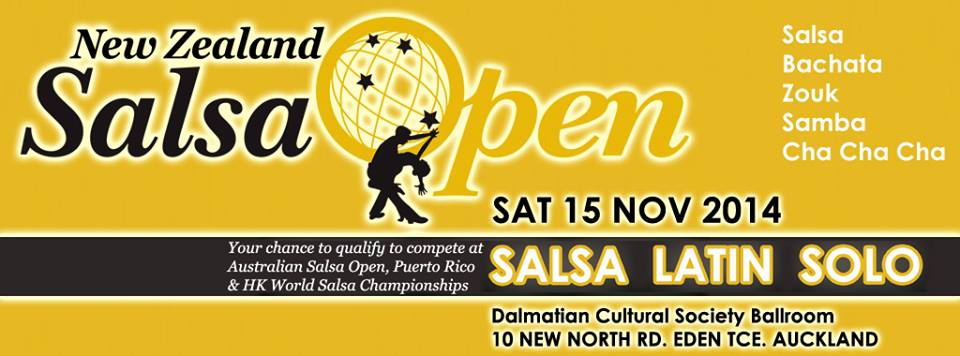 New Zealand
Salsa Open
Salsa
Bachata
Zouk
Samba
Cha Cha Cha
SAT 15 NOV 2014
Your chance to qualify to compete at
Australian Salsa Open, Puerto Rico
& HK World Salsa Championships
SALSA LATIN SOLO
Dalmatian Cultural Society Ballroom
10 NEW NORTH RD. EDEN TCE. AUCKLAND